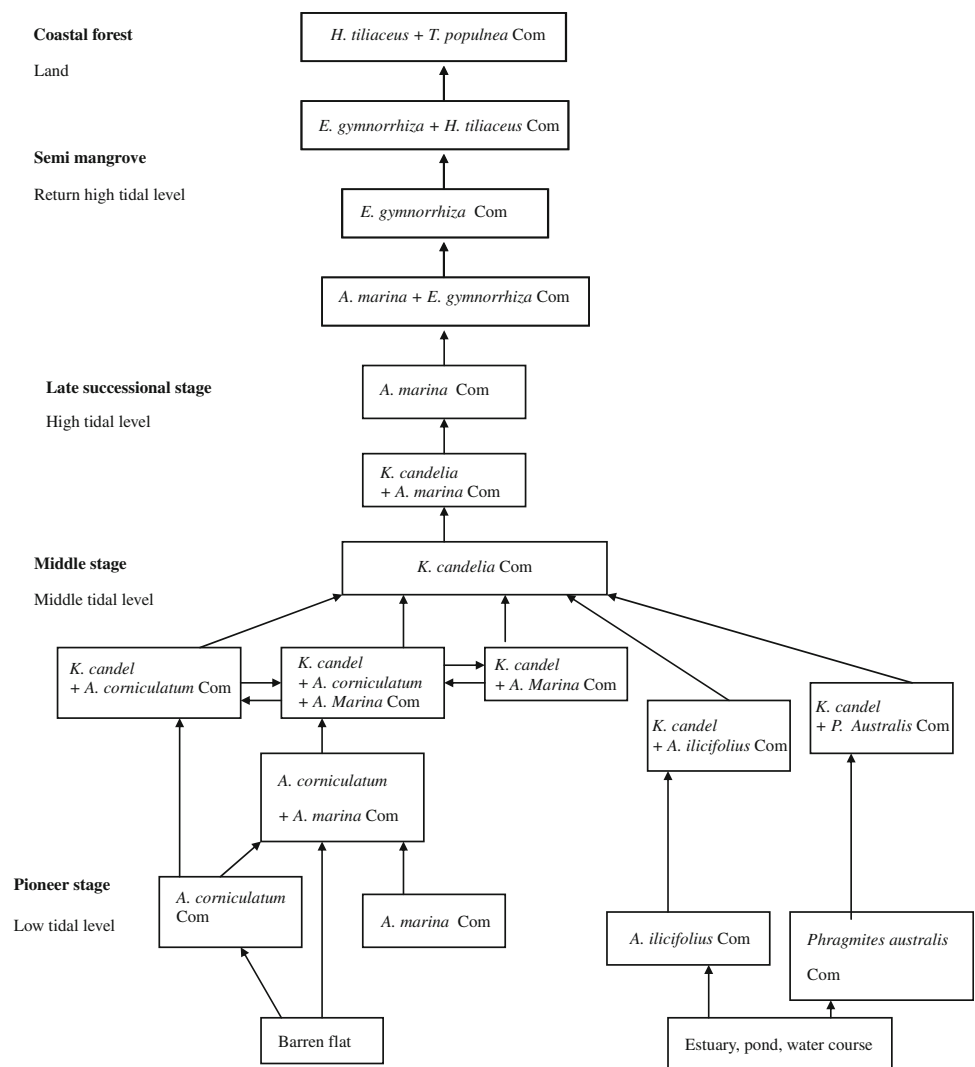 Coastal forest
Land
H. tiliaceus + T. populnea Com
E. gymnorrhiza + H. tiliaceus Com
Semi mangrove
Return high tidal level
E. gymnorrhiza Com
A. marina + E. gymnorrhiza Com
Late successional stage
High tidal level
A. marina Com
K. candelia
+ A. marina Com
Middle stage
Middle tidal level
K. candelia Com
K. candel
+ A. corniculatum Com
K. candel
+ A. corniculatum
+ A. Marina Com
K. candel
+ A. Marina Com
K. candel
+ A. ilicifolius Com
K. candel
+ P. Australis Com
A. corniculatum
+ A. marina Com
Pioneer stage
Low tidal level
A. corniculatum
Com
A. marina Com
A. ilicifolius Com
Phragmites australis
Com
Barren flat
Estuary, pond, water course